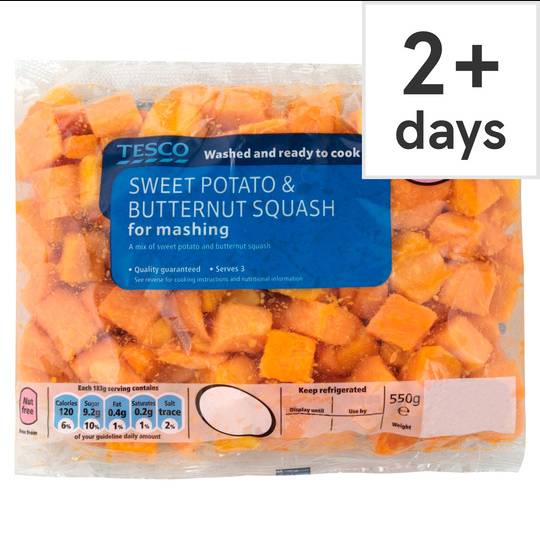 2+
days
TESCO
Washed and ready to cook
SWEET POTATO &
BUTTERNUT SQUASH
for mashing
A mix of sweet potato and butternut squash
• Quality guaranteed • Serves 3
See reverse for cooking instructions and nutritional information
Nut
free
Each 183g serving contains
Calories Sugar Fat Saturates Salt
120 9.2g 0.4g 0.2g trace
6% 10% 1% 1% 2%
of your guideline daily amount
Keep refrigerated
Display until Use by
550g
e
Weight